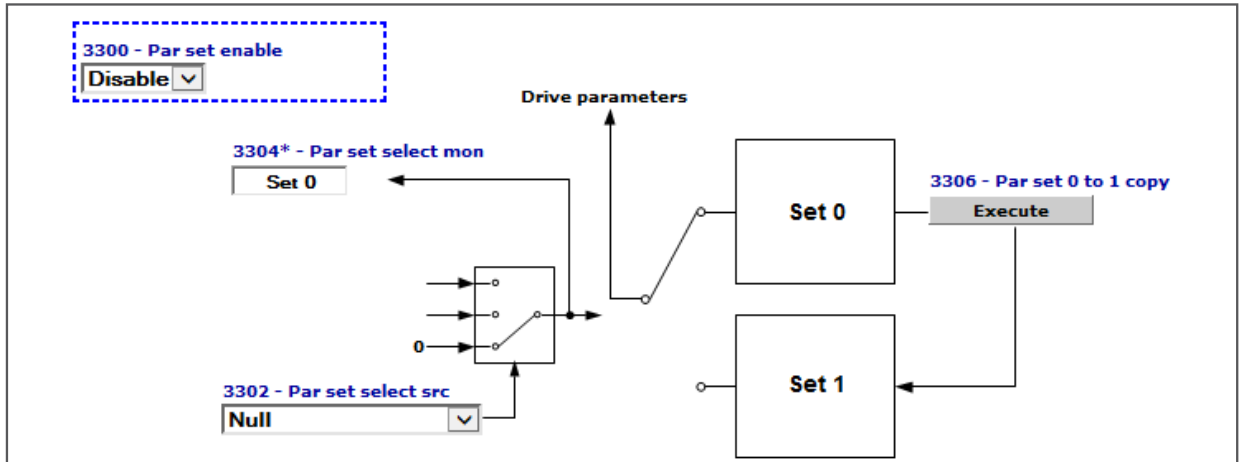 3300 - Par set enable
Disable
Drive parameters
3304* - Par set select mon
Set 0
3306 - Par set 0 to 1 copy
Set 0
Execute
0
3302 - Par set select src
Null
Set 1